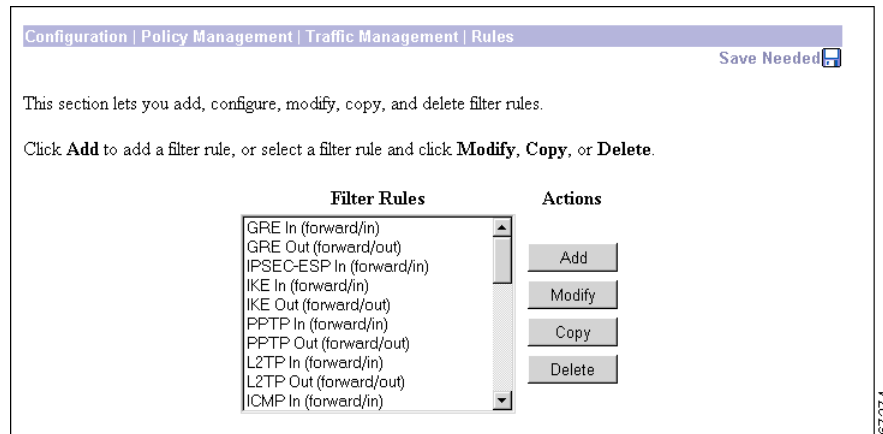 Configuration | Policy Management | Traffic Management | Rules
Save Needed
This section lets you add, configure, modify, copy, and delete filter rules.
Click Add to add a filter rule, or select a filter rule and click Modify, Copy, or Delete.
Filter Rules
Actions
GRE In (forward/in)
GRE Out (forward/out)
IPSEC-ESP In (forward/in)
IKE In (forward/in)
IKE Out (forward/out)
PPTP In (forward/in)
PPTP Out (forward/out)
L2TP In (forward/in)
L2TP Out (forward/out)
ICMP In (forward/in)
Add
Modify
Copy
Delete